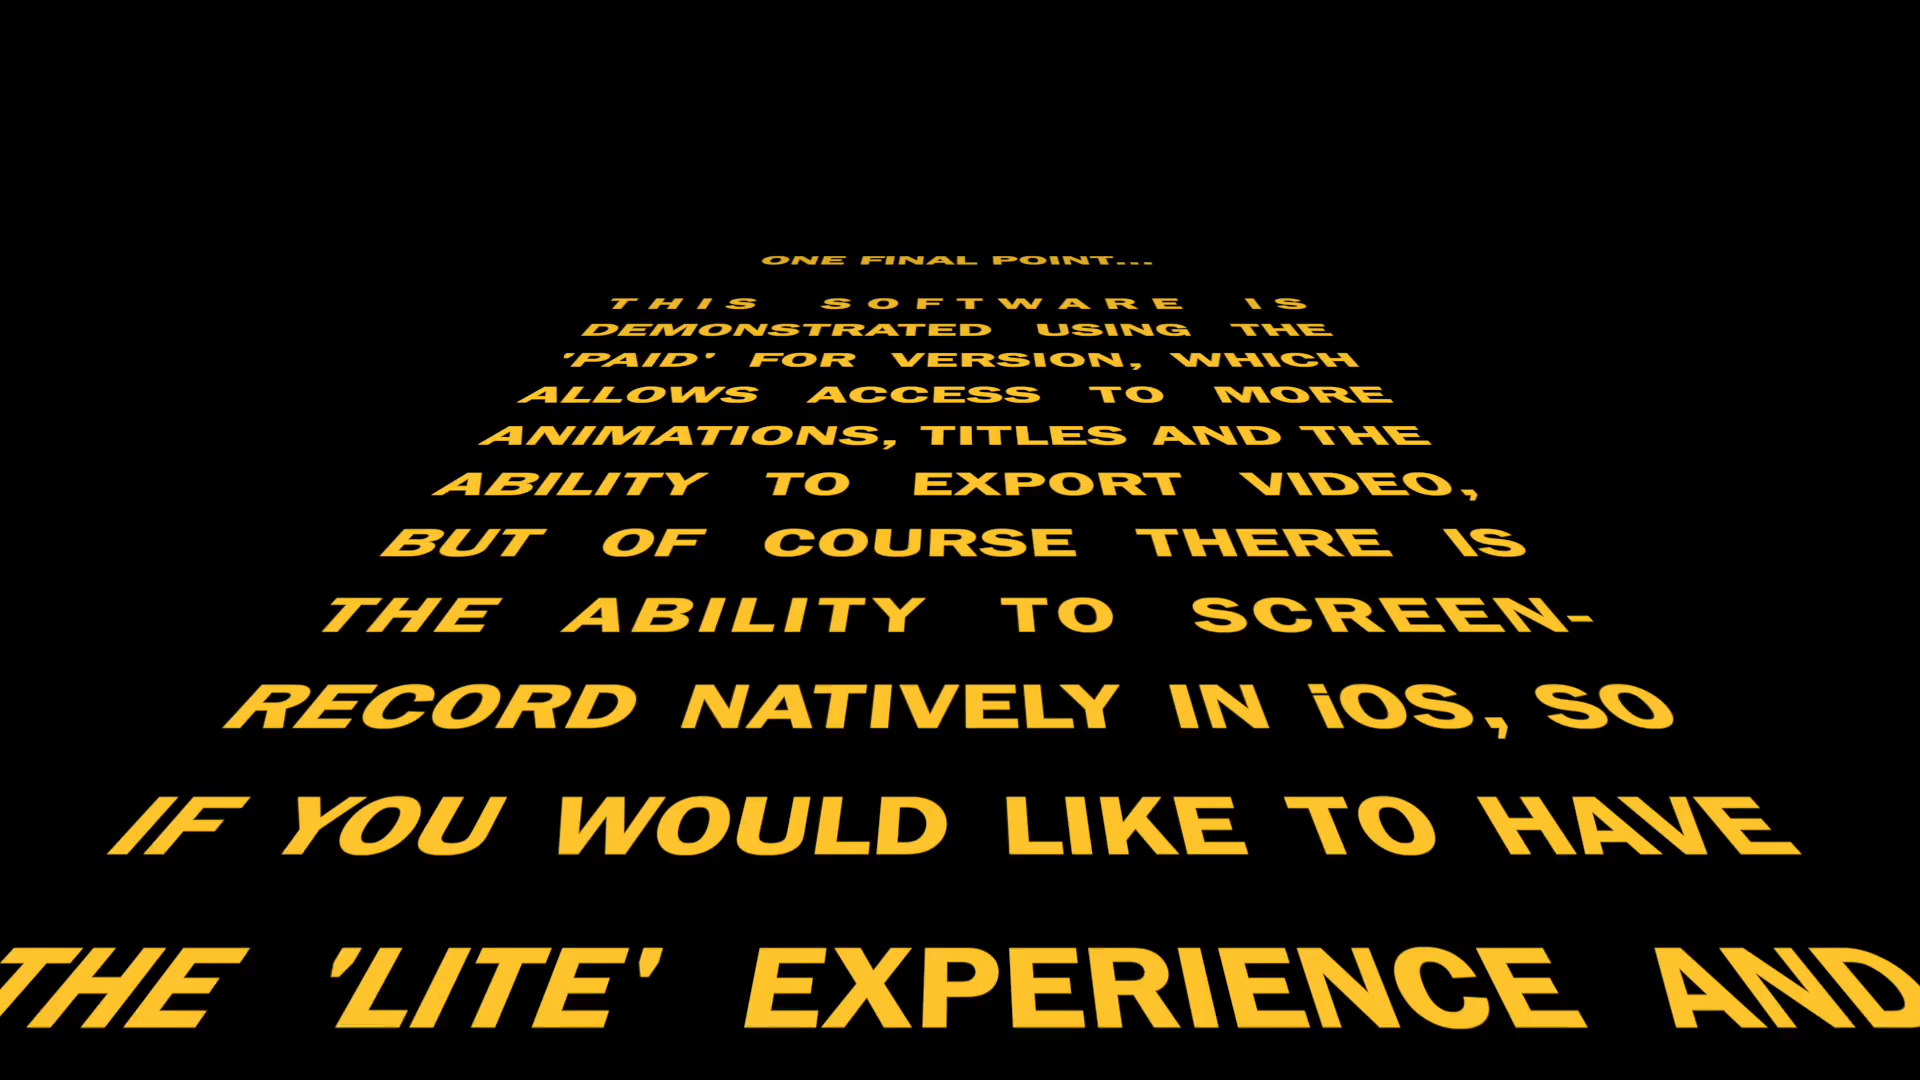 ONE FINAL POINT...
THIS SOFTWARE IS
DEMONSTRATED USING THE
'PAID' FOR VERSION, WHICH
ALLOWS ACCESS TO MORE
ANIMATIONS, TITLES AND THE
ABILITY TO EXPORT VIDEO,
BUT OF COURSE THERE IS
THE ABILITY TO SCREEN-
RECORD NATIVELY IN iOS, SO
IF YOU WOULD LIKE TO HAVE
THE 'LITE' EXPERIENCE AND